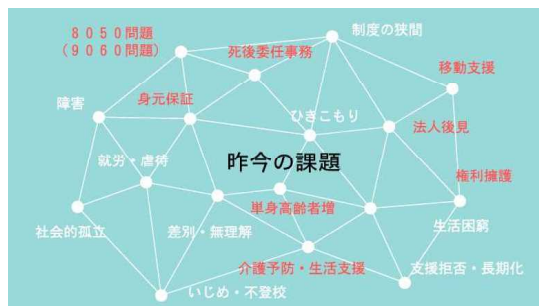 8050問題
(9060問題)
制度の狭間
死後委任事務
移動支援
障害
身元保証
ひきこもり
法人後見
就労・虐待
昨今の課題
権利擁護
単身高齢者増
社会的孤立
差別・無理解
生活困窮
介護予防・生活支援
支援拒否・長期化
いじめ・不登校